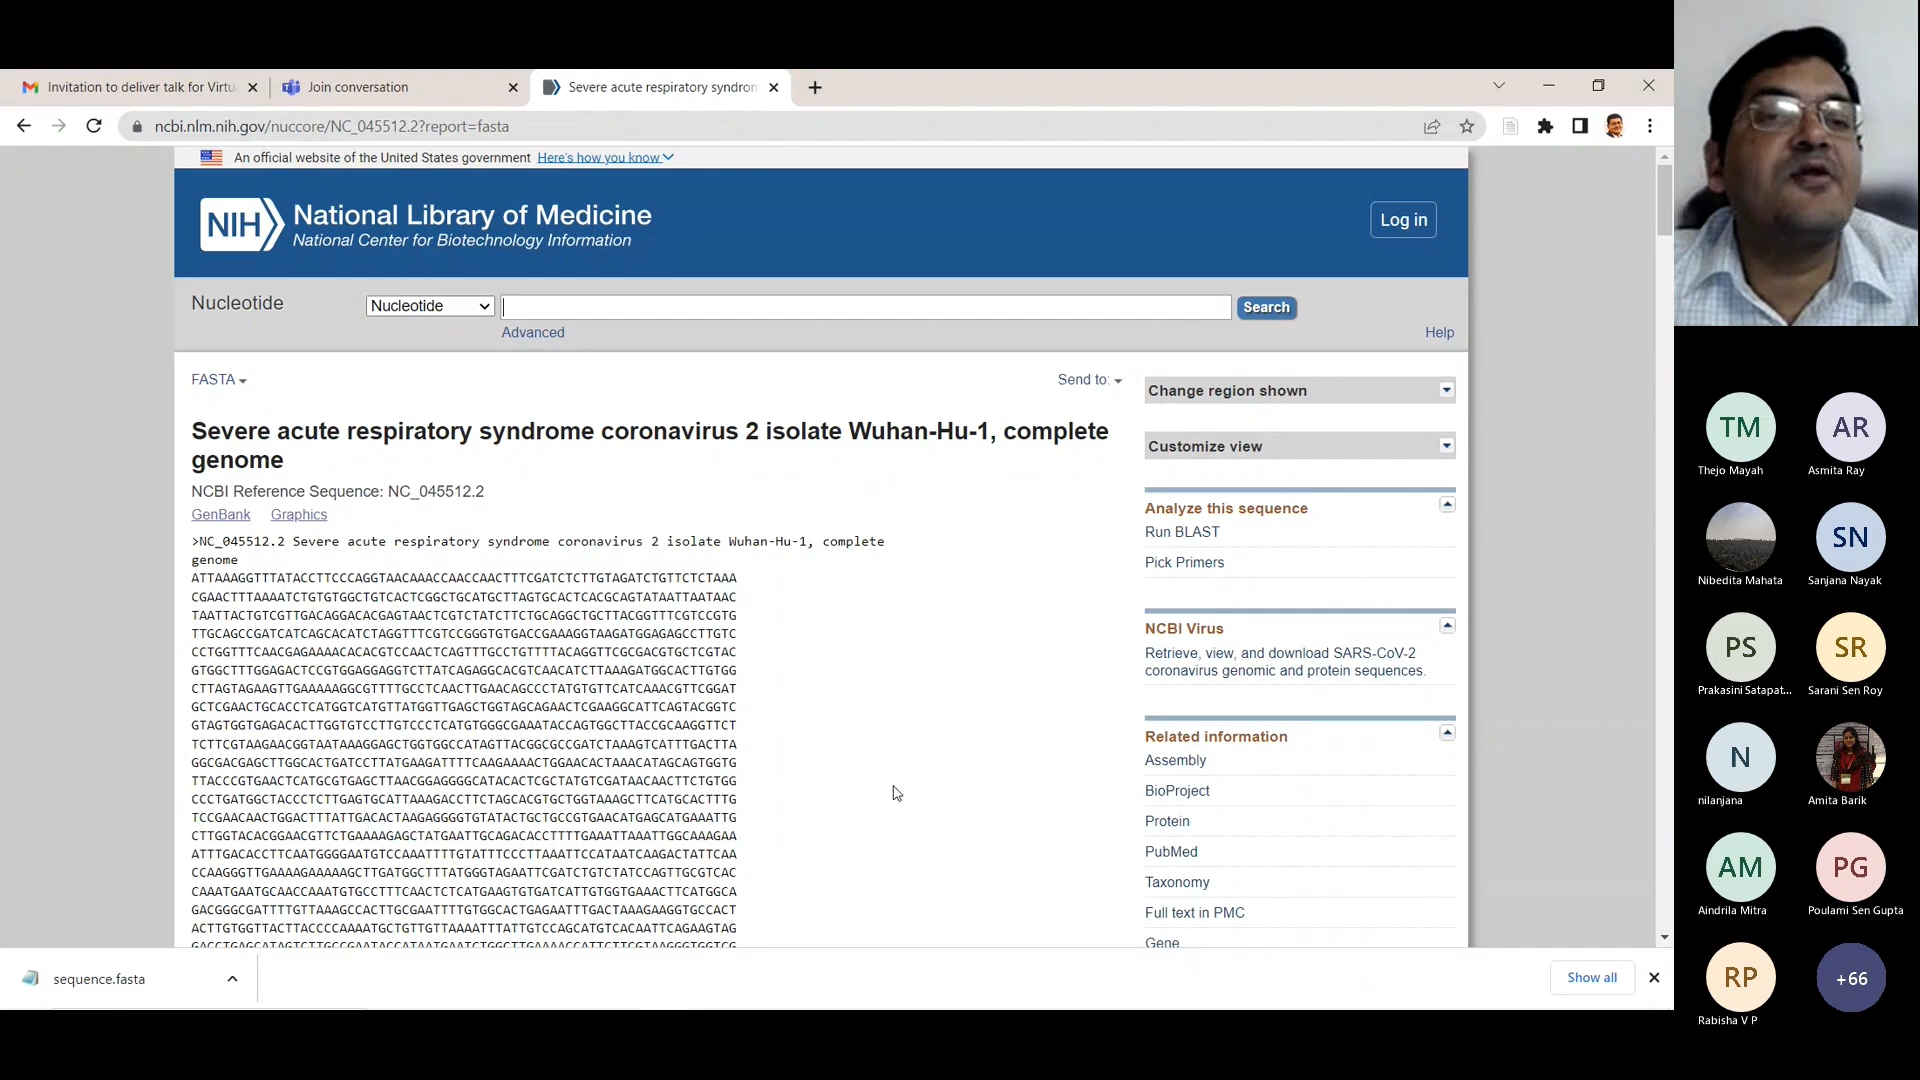 Invitation to deliver talk for Virtu
Join conversation
Severe acute respiratory syndrom
ncbi.nlm.nih.gov/nuccore/NC_045512.2?report=fasta
An official website of the United States government Here's how you know
NIH National Library of Medicine
National Center for Biotechnology Information
Log in
Nucleotide
Nucleotide
Search
Advanced
Help
FASTA
Send to:
Severe acute respiratory syndrome coronavirus 2 isolate Wuhan-Hu-1, complete
genome
NCBI Reference Sequence: NC_045512.2
GenBank Graphics
>NC_045512.2 Severe acute respiratory syndrome coronavirus 2 isolate Wuhan-Hu-1, complete
genome
ATTAAAGGTTTATACCTTCCCAGGTAACAAACCAACCAACTTTCGATCTCTTGTAGATCTGTTCTCTAAA
CGAACTTTAAAATCTGTGTGGCTGTCACTCGGCTGCATGCTTAGTGCACTCACGCAGTATAATTAATAAC
TAATTACTGTCGTTGACAGGACACGAGTAACTCGTCTATCTTCTGCAGGCTGCTTACGGTTTCGTCCGTG
TTGCAGCCGATCATCAGCACATCTAGGTTTCGTCCGGGTGTGACCGAAAGGTAAGATGGAGAGCCTTGTC
CCTGGTTTCAACGAGAAAACACACGTCCAACTCAGTTTGCCTGTTTTACAGGTTCGCGACGTGCTCGTAC
GTGGCTTTGGAGACTCCGTGGAGGAGGTCTTATCAGAGGCACGTCAACATCTTAAAGATGGCACTTGTGG
CTTAGTAGAAGTTGAAAAAGGCGTTTTGCCTCAACTTGAACAGCCCTATGTGTTCATCAAACGTTCGGAT
GCTCGAACTGCACCTCATGGTCATGTTATGGTTGAGCTGGTAGCAGAACTCGAAGGCATTCAGTACGGTC
GTAGTGGTGAGACACTTGGTGTCCTTGTCCCTCATGTGGGCGAAATACCAGTGGCTTACCGCAAGGTTCT
TCTTCGTAAGAACGGTAATAAAGGAGCTGGTGGCCATAGTTACGGCGCCGATCTAAAGTCATTTGACTTA
GGCGACGAGCTTGGCACTGATCCTTATGAAGATTTTCAAGAAAACTGGAACACTAAACATAGCAGTGGTG
TTACCCGTGAACTCATGCGTGAGCTTAACGGAGGGGCATACACTCGCTATGTCGATAACAACTTCTGTGG
CCCTGATGGCTACCCTCTTGAGTGCATTAAAGACCTTCTAGCACGTGCTGGTAAAGCTTCATGCACTTTG
TCCGAACAACTGGACTTTATTGACACTAAGAGGGGTGTATACTGCTGCCGTGAACATGAGCATGAAATTG
CTTGGTACACGGAACGTTCTGAAAAGAGCTATGAATTGCAGACACCTTTTGAAATTAAATTGGCAAAGAA
ATTTGACACCTTCAATGGGGAATGTCCAAATTTTGTATTTCCCTTAAATTCCATAATCAAGACTATTCAA
CCAAGGGTTGAAAAGAAAAAGCTTGATGGCTTTATGGGTAGAATTCGATCTGTCTATCCAGTTGCGTCAC
CAAATGAATGCAACCAAATGTGCCTTTCAACTCTCATGAAGTGTGATCATTGTGGTGAAACTTCATGGCA
GACGGGCGATTTTGTTAAAGCCACTTGCGAATTTTGTGGCACTGAGAATTTGACTAAAGAAGGTGCCACT
ACTTGTGGTTACTTACCCCAAAATGCTGTTGTTAAAATTTATTGTCCAGCATGTCACAATTCAGAAGTAG
GACCTGAGCATAGTCTTGCCGAATACCATAATGAATCTGGCTTGAAAACCATTCTTCGTAAGGGTGGTCG
Change region shown
Customize view
Analyze this sequence
Run BLAST
Pick Primers
NCBI Virus
Retrieve, view, and download SARS-CoV-2
coronavirus genomic and protein sequences.
Related information
Assembly
BioProject
Protein
PubMed
Taxonomy
Full text in PMC
Gene
sequence.fasta
Show all
TM AR
Thejo Mayah Asmita Ray
SN
Nibedita Mahata Sanjana Nayak
PS SR
Prakasini Satapat... Sarani Sen Roy
N
nilanjana Amita Barik
AM PG
Aindrila Mitra Poulami Sen Gupta
RP +66
Rabisha V P